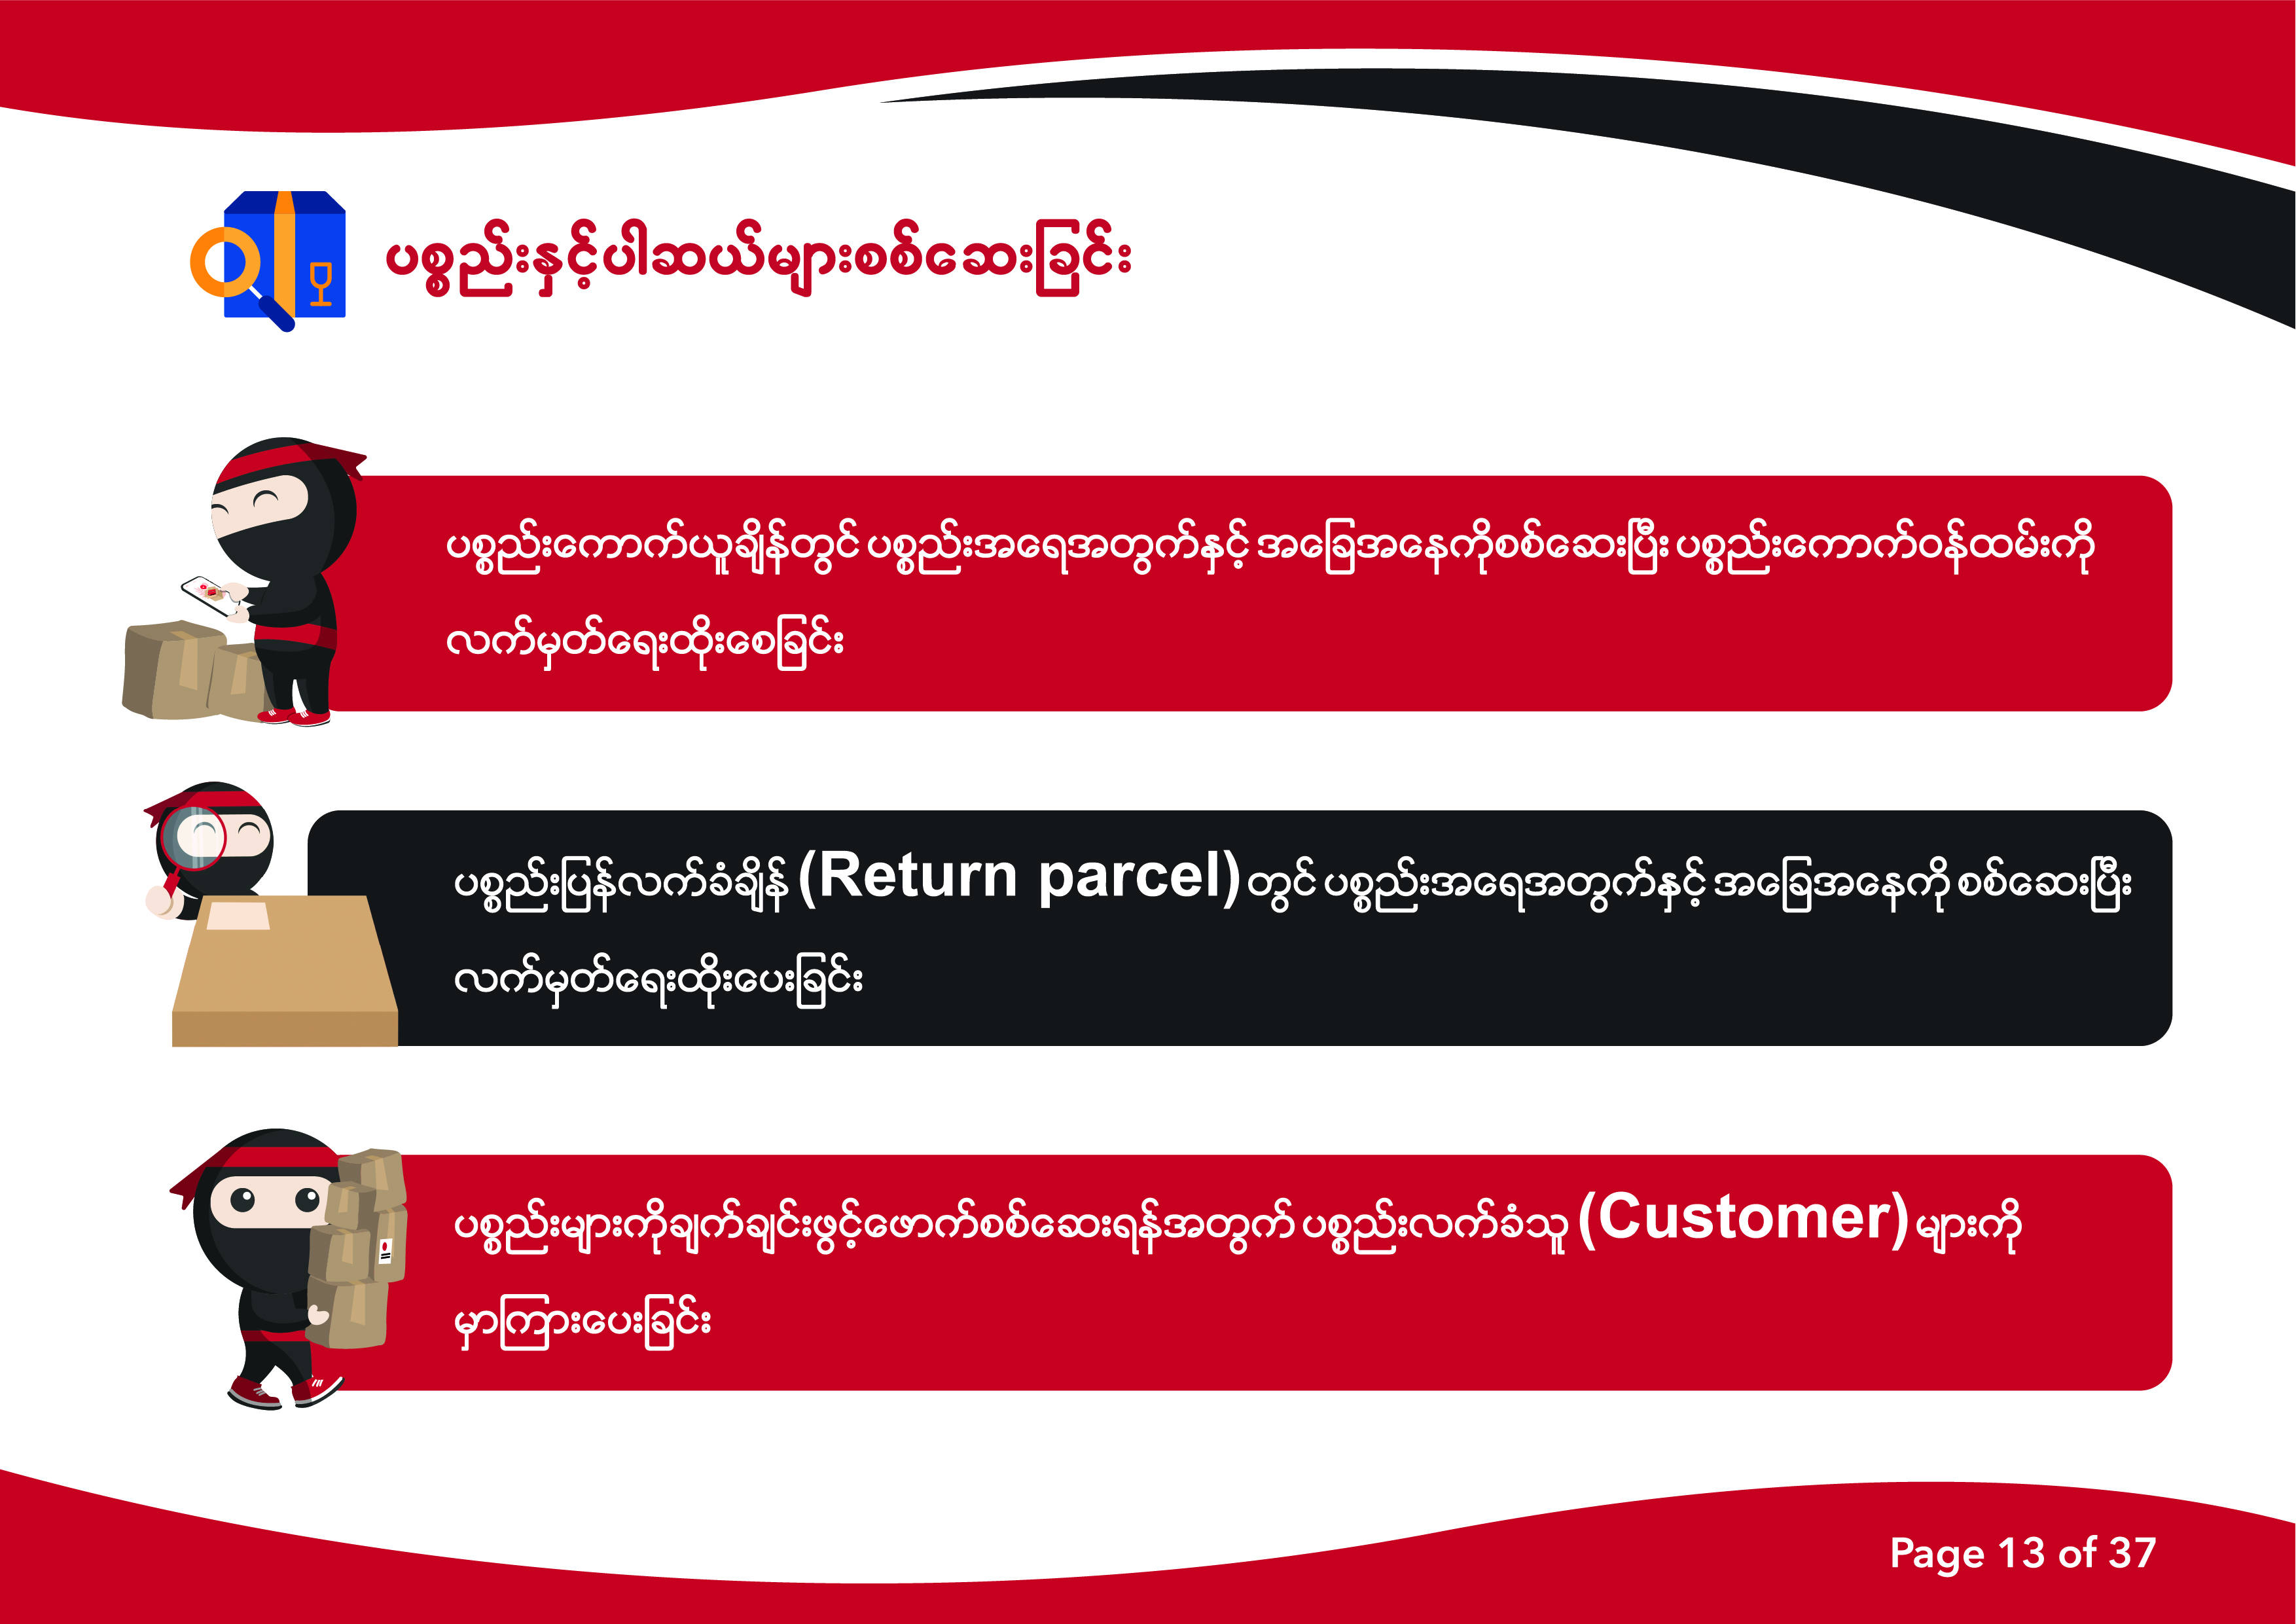 ပစ္စည်းနှင့်ပါဆယ်များစစ်ဆေးခြင်း
ပစ္စည်းကောက်ယူချိန်တွင် ပစ္စည်းအရေအတွက်နှင့် အခြေအနေကိုစစ်ဆေးပြီး ပစ္စည်းကောက်ဝန်ထမ်းကို
လက်မှတ်ရေးထိုးစေခြင်း
ပစ္စည်းပြန်လက်ခံချိန် (Return parcel) တွင် ပစ္စည်းအရေအတွက်နှင့် အခြေအနေကို စစ်ဆေးပြီး
လက်မှတ်ရေးထိုးပေးခြင်း
ပစ္စည်းများကိုချက်ချင်းဖွင့်ဖောက်စစ်ဆေးရန်အတွက် ပစ္စည်းလက်ခံသူ (Customer) များကို
မှာကြားပေးခြင်း
Page 13 of 37